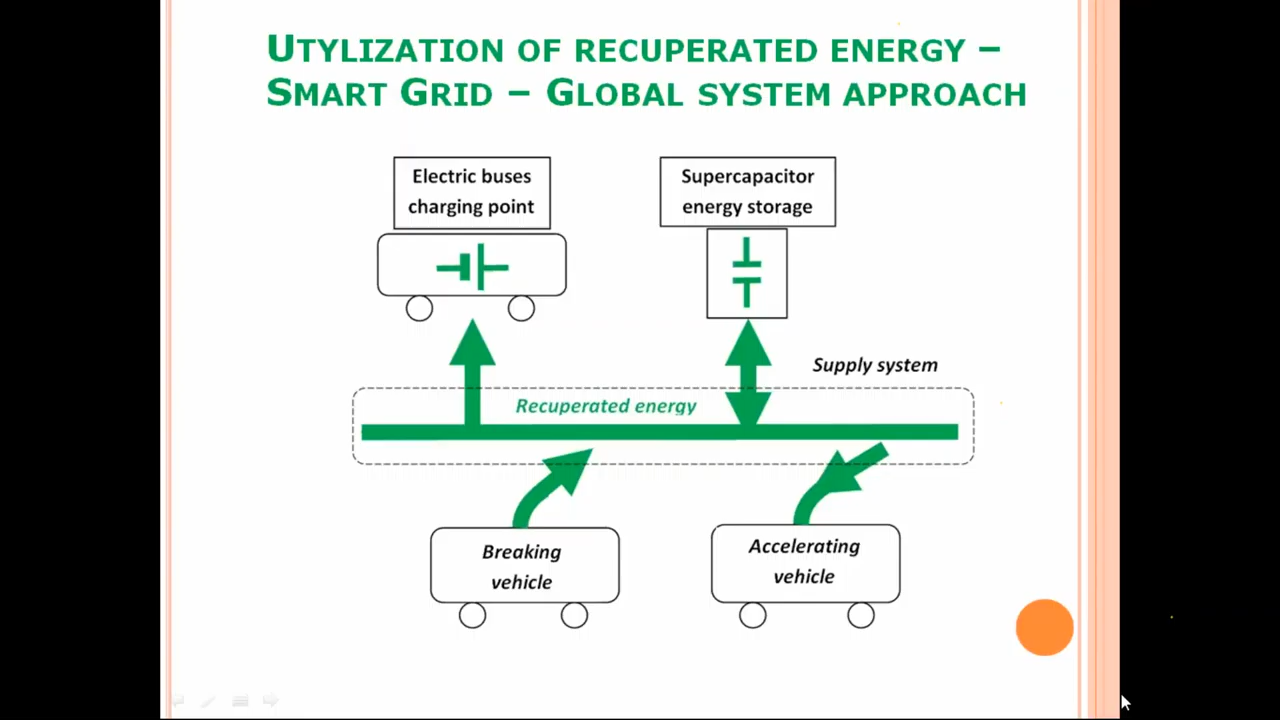 UTYLIZATION OF RECUPERATED ENERGY –
SMART GRID – GLOBAL SYSTEM APPROACH
Electric buses
charging point
Supercapacitor
energy storage
Supply system
Recuperated energy
Breaking
vehicle
Accelerating
vehicle